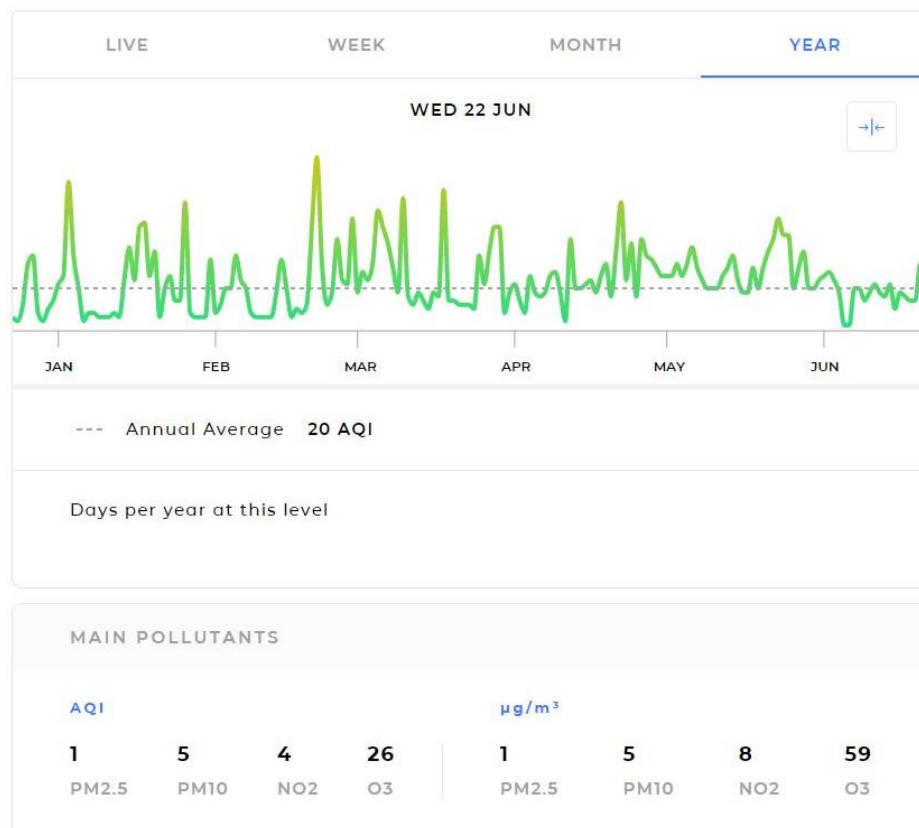 LIVE WEEK MONTH YEAR
WED 22 JUN
JAN FEB MAR APR MAY JUN
--- Annual Average 20 AQI
Days per year at this level
MAIN POLLUTANTS
AQI µg/m³
1 5 4 26 1 5 8 59
PM2.5 PM10 NO2 O3 PM2.5 PM10 NO2 O3